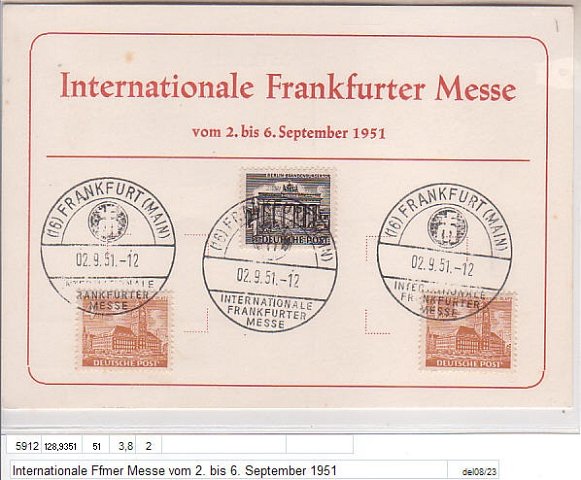 Internationale Frankfurter Messe
vom 2. bis 6. September 1951
BERLIN BRANDENBURGER TOR
DEUTSCHE POST
(16) FRANKFURT (MAIN)
02.9.51.-12
INTERNATIONALE
FRANKFURTER
MESSE
02.9.51.-12
INTERNATIONALE
FRANKFURTER
MESSE
(16) FRANKFURT (MAIN)
02.9.51.-12
INTERNATIONALE
FRANKFURTER
MESSE
DEUTSCHE POST
DEUTSCHE POST
5912 128,9351 51 3,8 2
Internationale Ffmer Messe vom 2. bis 6. September 1951
del08/23